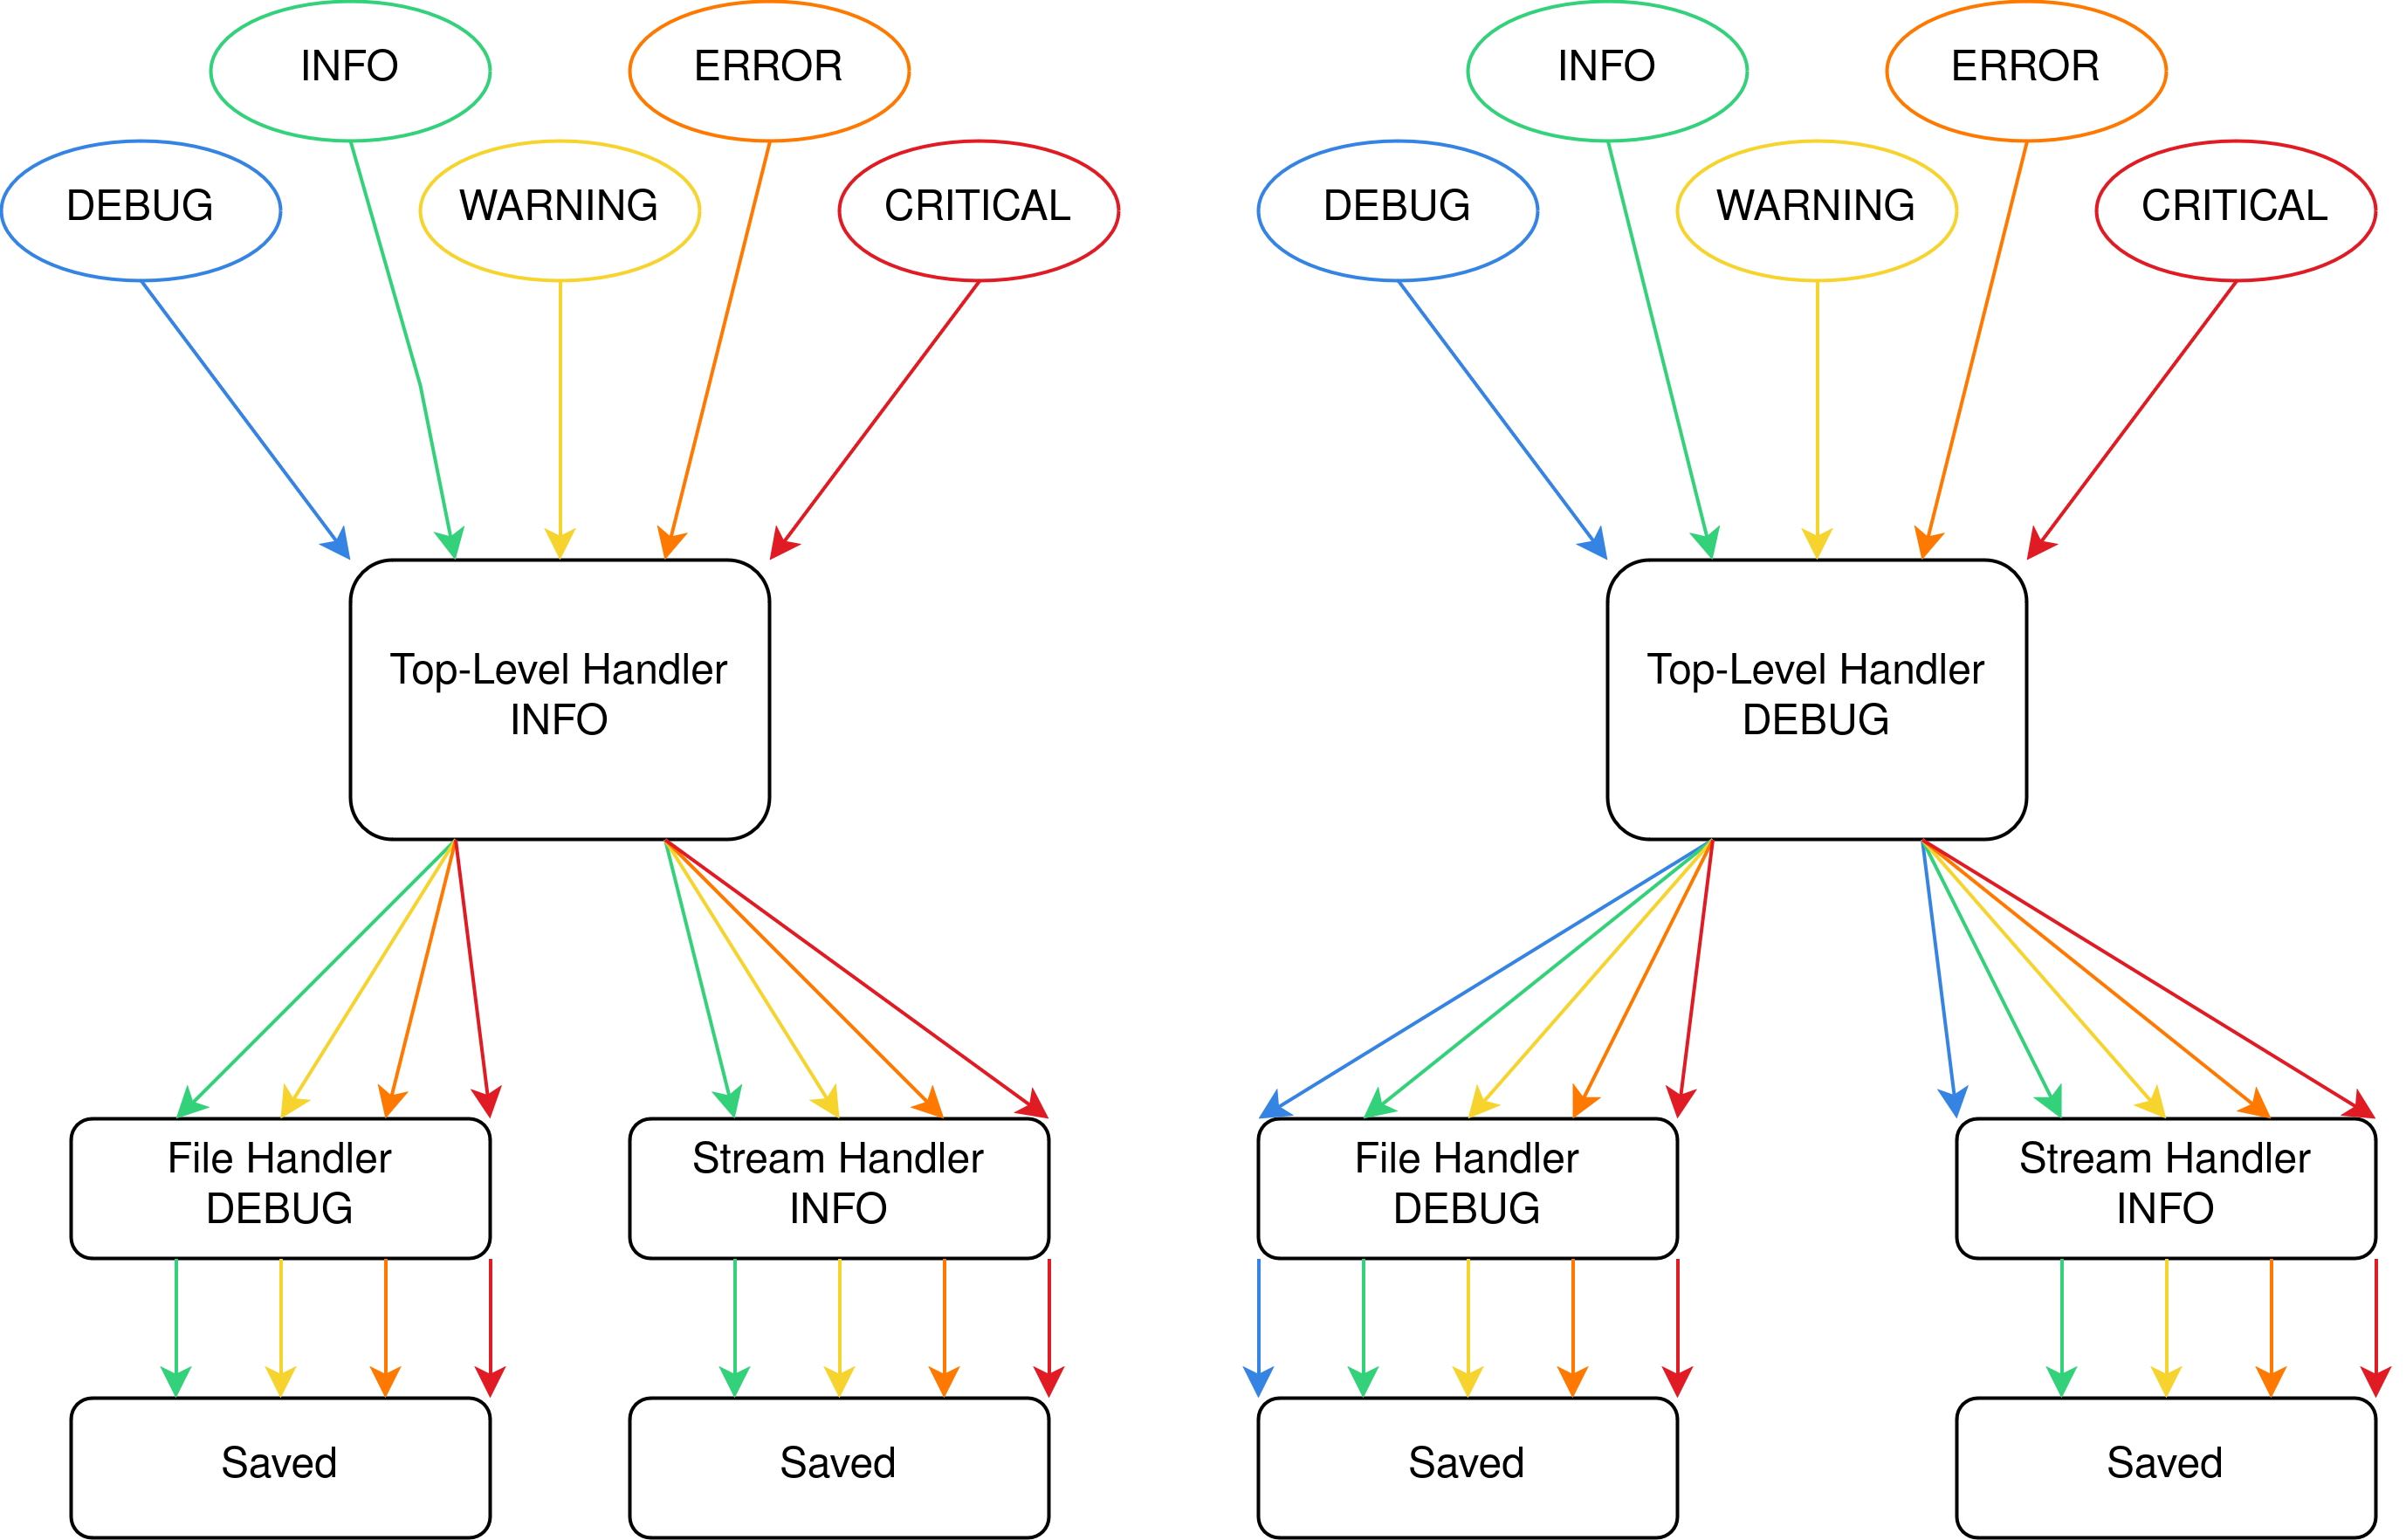 INFO
ERROR
DEBUG
WARNING
CRITICAL
Top-Level Handler
INFO
File Handler
DEBUG
Stream Handler
INFO
Saved
Saved
INFO
ERROR
DEBUG
WARNING
CRITICAL
Top-Level Handler
DEBUG
File Handler
DEBUG
Stream Handler
INFO
Saved
Saved